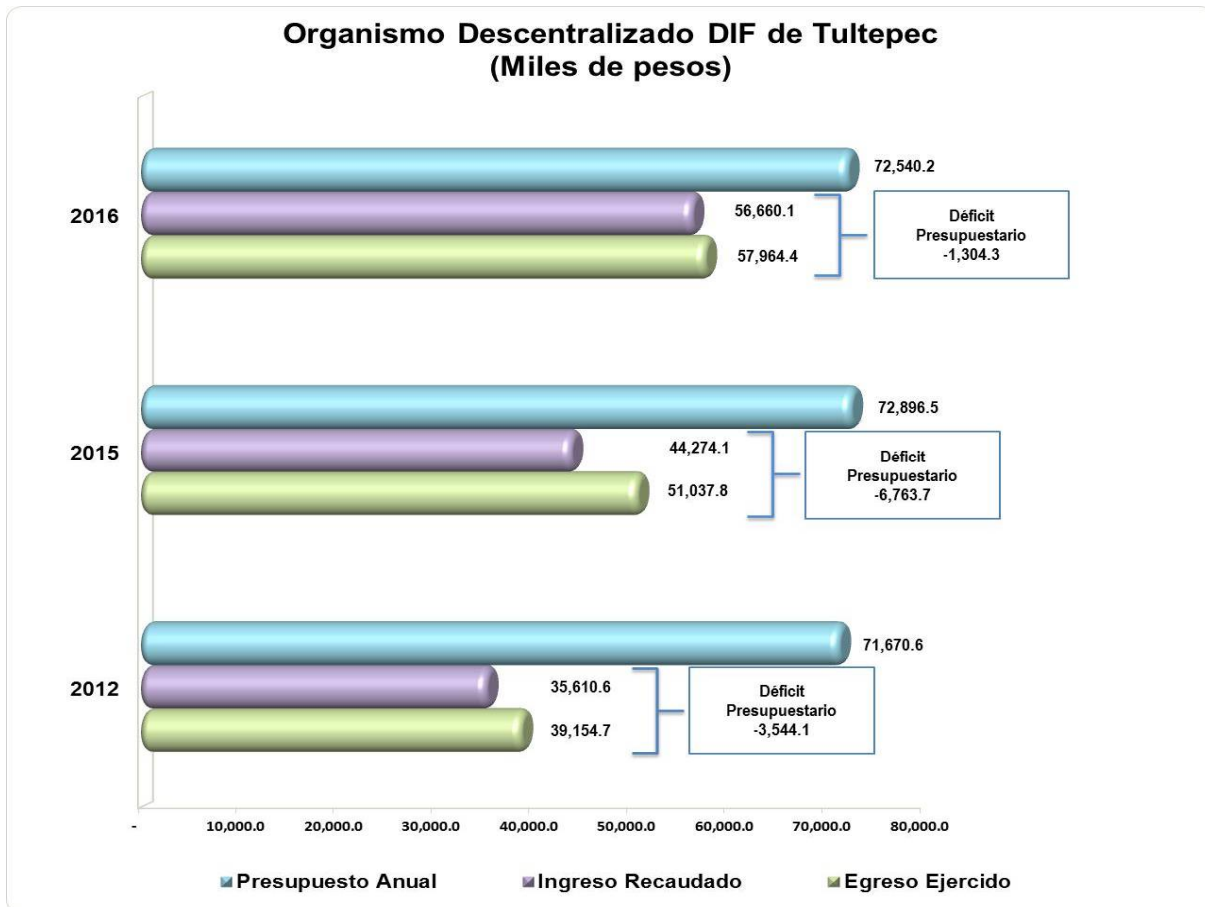 Organismo Descentralizado DIF de Tultepec
(Miles de pesos)
2016
72,540.2
56,660.1
57,964.4
Déficit
Presupuestario
-1,304.3
2015
72,896.5
44,274.1
51,037.8
Déficit
Presupuestario
-6,763.7
2012
71,670.6
35,610.6
39,154.7
Déficit
Presupuestario
-3,544.1
- 10,000.0 20,000.0 30,000.0 40,000.0 50,000.0 60,000.0 70,000.0 80,000.0
Presupuesto Anual Ingreso Recaudado Egreso Ejercido